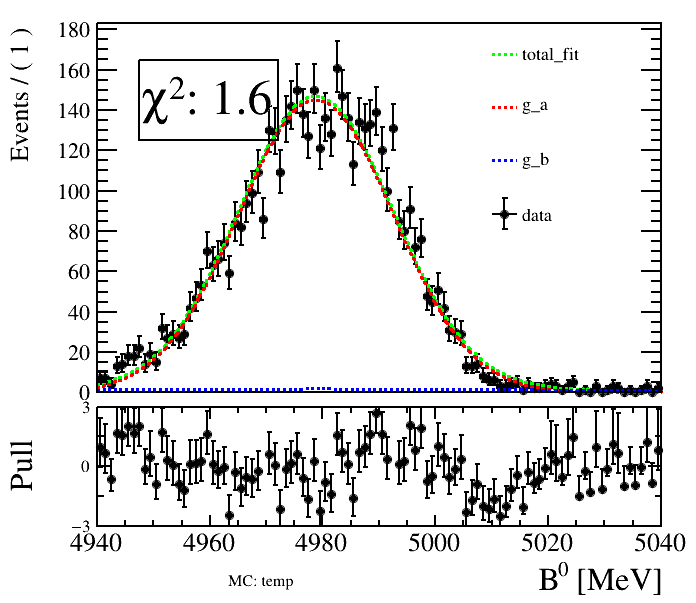 Events / ( 1 )
180
160
140
120
100
80
60
40
20
0
χ²: 1.6
total_fit
g_a
g_b
data
Pull
3
0
−3
4940 4960 4980 5000 5020 5040
MC: temp
B⁰ [MeV]